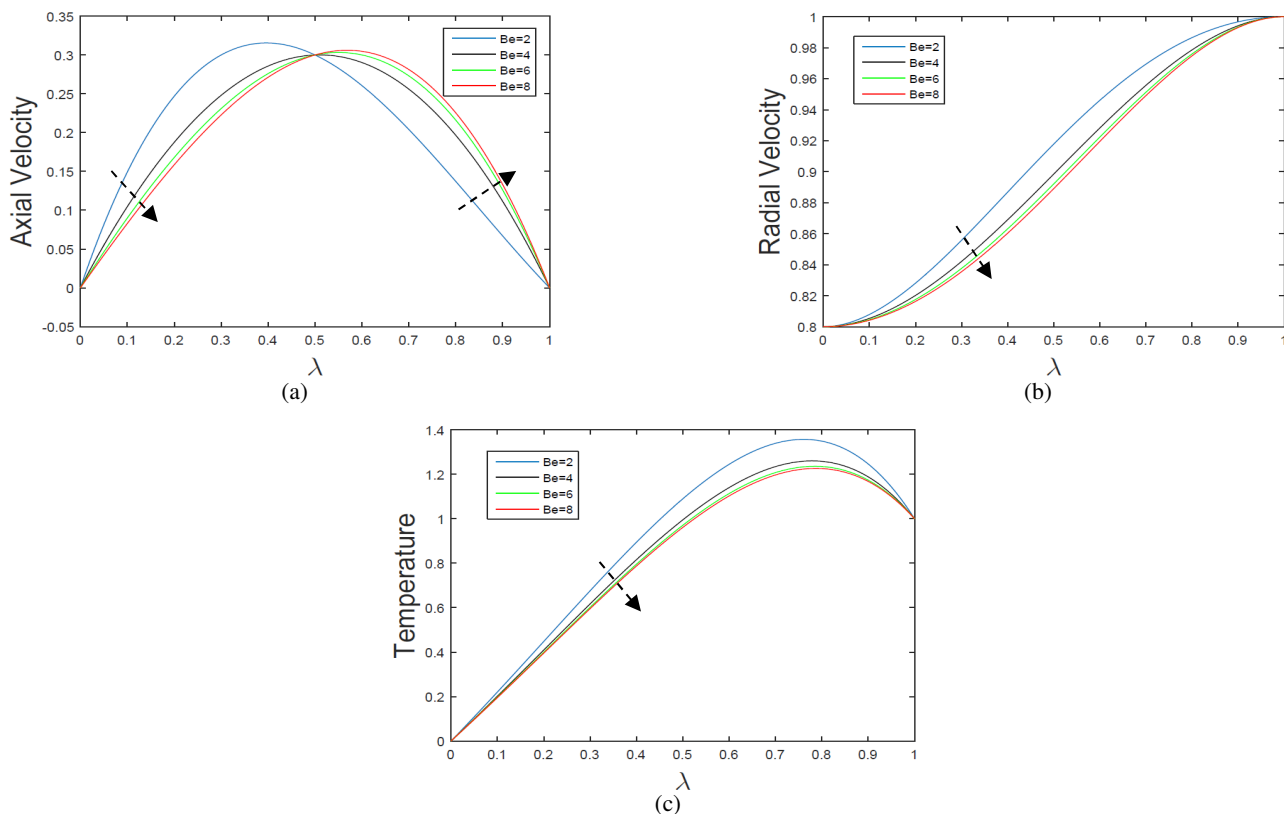 0.35
0.3
0.25
0.2
0.15
0.1
0.05
0
-0.05
Axial Velocity
Be=2
Be=4
Be=6
Be=8
0 0.1 0.2 0.3 0.4 0.5 0.6 0.7 0.8 0.9 1
λ
(a)
1
0.98
0.96
0.94
0.92
0.9
0.88
0.86
0.84
0.82
0.8
Radial Velocity
Be=2
Be=4
Be=6
Be=8
0 0.1 0.2 0.3 0.4 0.5 0.6 0.7 0.8 0.9 1
λ
(b)
1.4
1.2
1
0.8
0.6
0.4
0.2
0
Temperature
Be=2
Be=4
Be=6
Be=8
0 0.1 0.2 0.3 0.4 0.5 0.6 0.7 0.8 0.9 1
λ
(c)